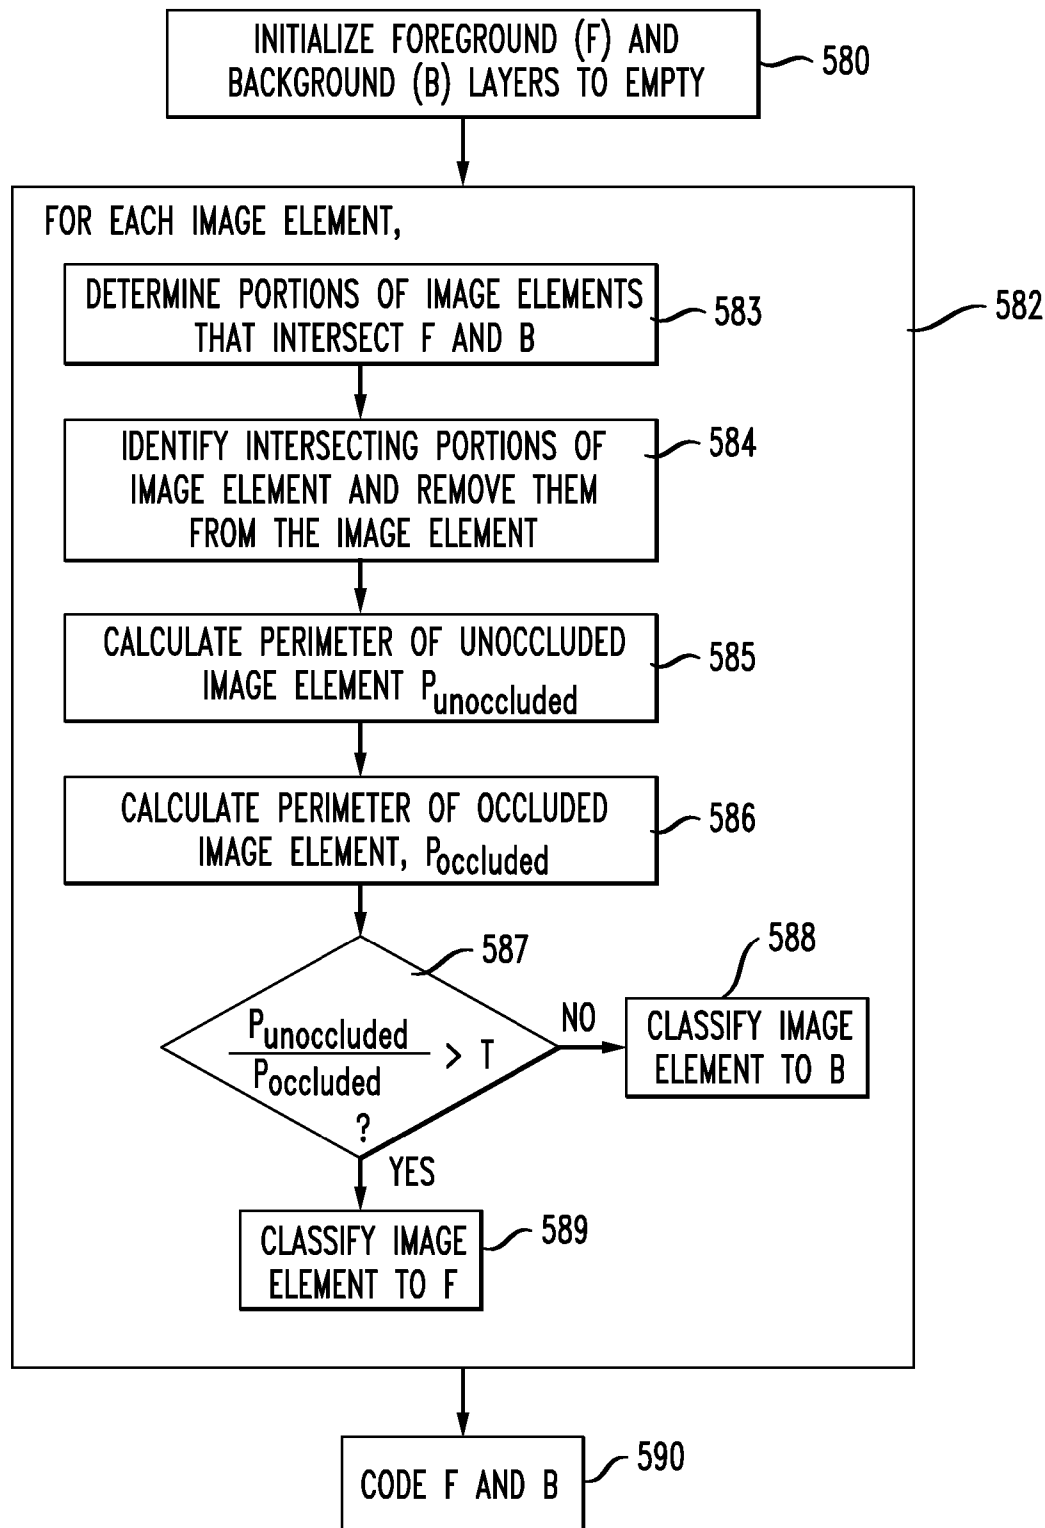 INITIALIZE FOREGROUND (F) AND
BACKGROUND (B) LAYERS TO EMPTY
580
FOR EACH IMAGE ELEMENT,
582
DETERMINE PORTIONS OF IMAGE ELEMENTS
THAT INTERSECT F AND B
583
IDENTIFY INTERSECTING PORTIONS OF
IMAGE ELEMENT AND REMOVE THEM
FROM THE IMAGE ELEMENT
584
CALCULATE PERIMETER OF UNOCCLUDED
IMAGE ELEMENT Punoccluded
585
CALCULATE PERIMETER OF OCCLUDED
IMAGE ELEMENT, Poccluded
586
587
Punoccluded
Poccluded
> T
?
NO
588
CLASSIFY IMAGE
ELEMENT TO B
YES
CLASSIFY IMAGE
ELEMENT TO F
589
CODE F AND B
590